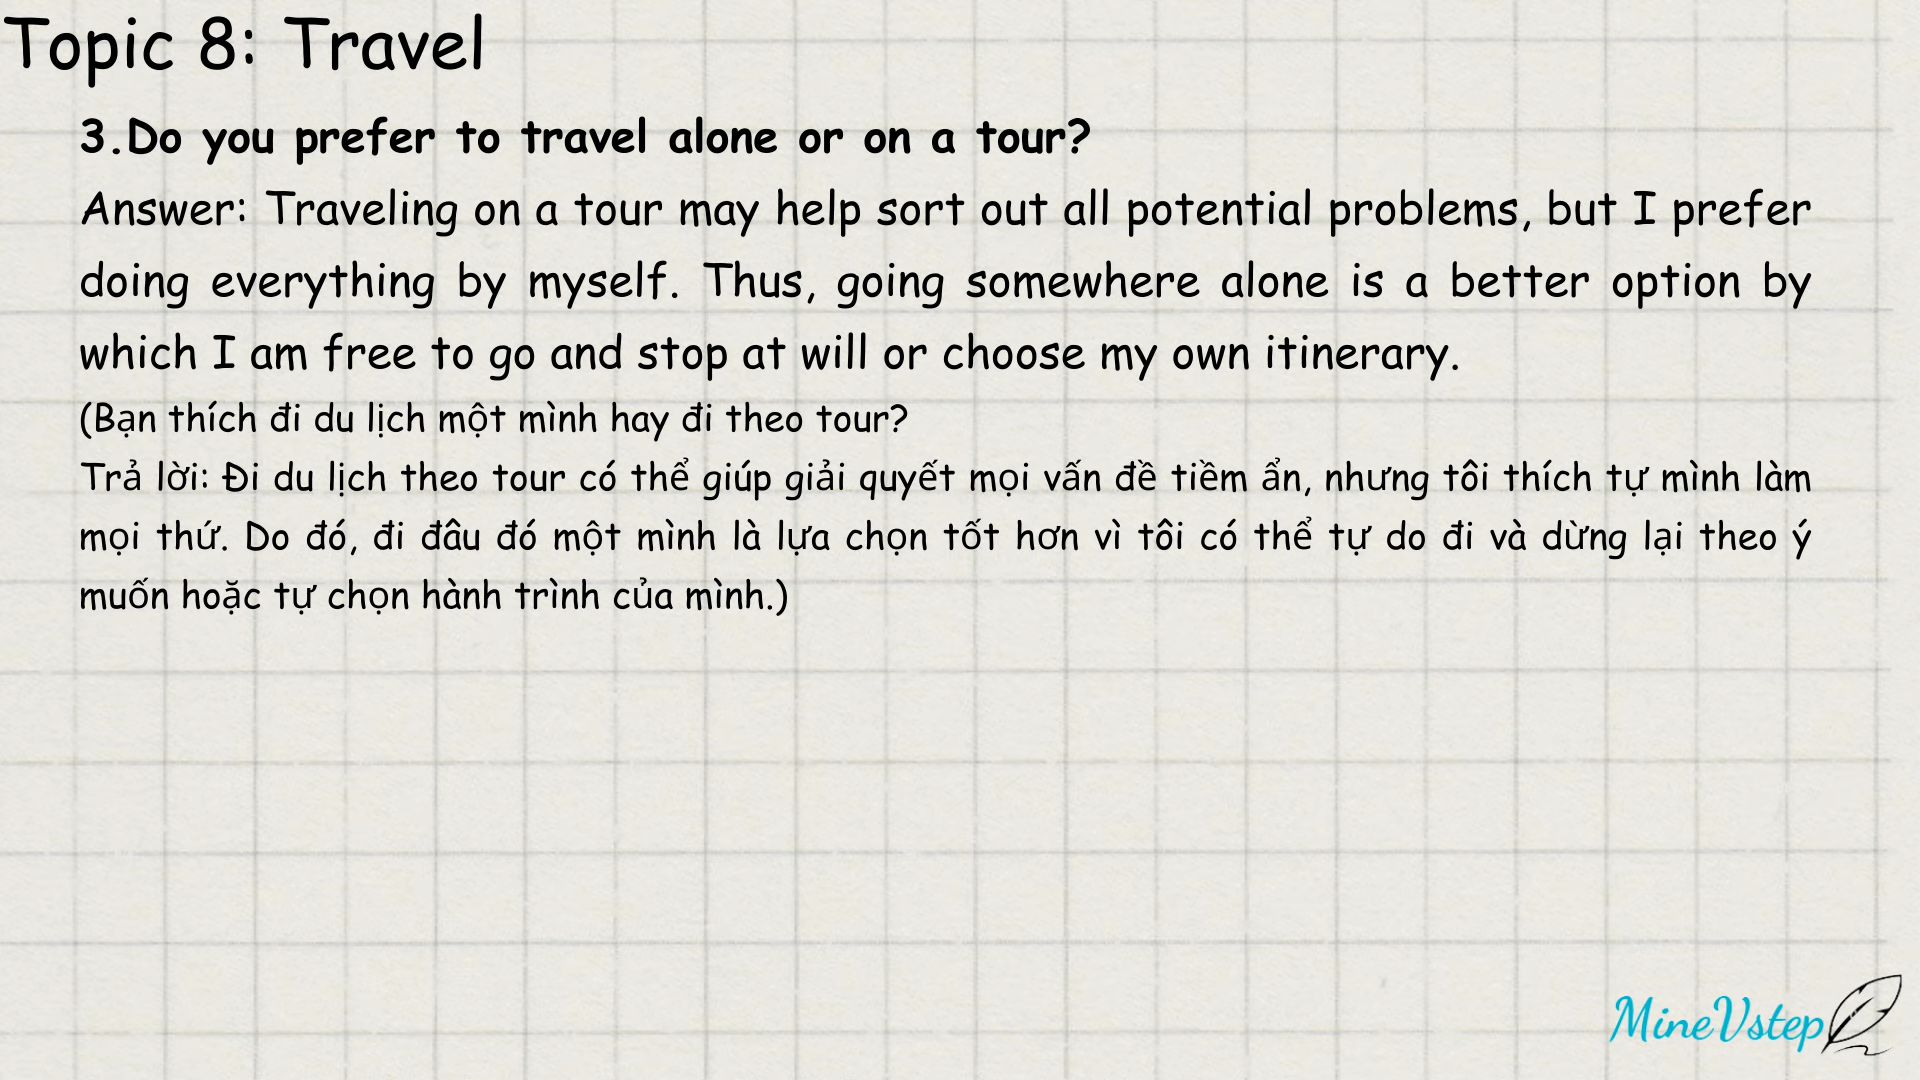 Topic 8: Travel
3.Do you prefer to travel alone or on a tour?
Answer: Traveling on a tour may help sort out all potential problems, but I prefer
doing everything by myself. Thus, going somewhere alone is a better option by
which I am free to go and stop at will or choose my own itinerary.
(Bạn thích đi du lịch một mình hay đi theo tour?
Trả lời: Đi du lịch theo tour có thể giúp giải quyết mọi vấn đề tiềm ẩn, nhưng tôi thích tự mình làm
mọi thứ. Do đó, đi đâu đó một mình là lựa chọn tốt hơn vì tôi có thể tự do đi và dừng lại theo ý
muốn hoặc tự chọn hành trình của mình.)
MineVstep